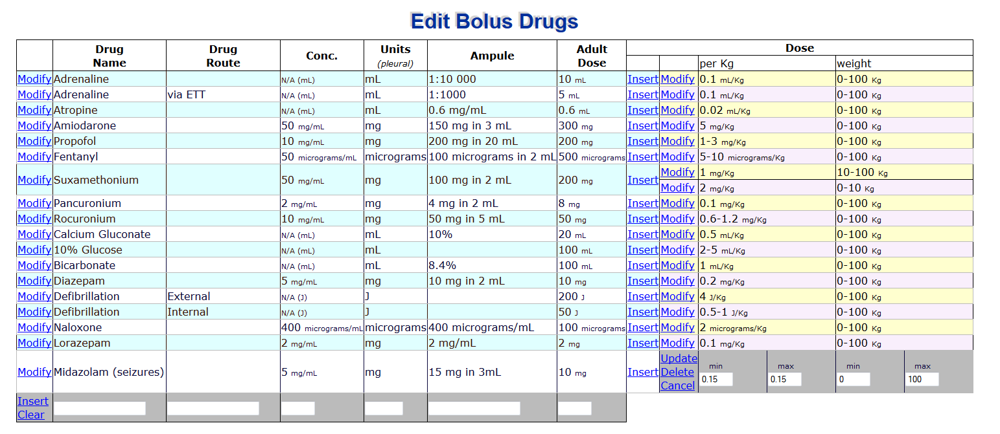 Edit Bolus Drugs
Drug Name Drug Route Conc. Units (pleural) Ampule Adult Dose Dose
per Kg weight
Modify Adrenaline N/A (mL) mL 1:10 000 10 mL Insert Modify 0.1 mL/Kg 0-100 Kg
Modify Adrenaline via ETT N/A (mL) mL 1:1000 5 mL Insert Modify 0.1 mL/Kg 0-100 Kg
Modify Atropine N/A (mL) mL 0.6 mg/mL 0.6 mL Insert Modify 0.02 mL/Kg 0-100 Kg
Modify Amiodarone 50 mg/mL mg 150 mg in 3 mL 300 mg Insert Modify 5 mg/Kg 0-100 Kg
Modify Propofol 10 mg/mL mg 200 mg in 20 mL 200 mg Insert Modify 1-3 mg/Kg 0-100 Kg
Modify Fentanyl 50 micrograms/mL micrograms 100 micrograms in 2 mL 500 micrograms Insert Modify 5-10 micrograms/Kg 0-100 Kg
Modify Suxamethonium 50 mg/mL mg 100 mg in 2 mL 200 mg Insert Modify 1 mg/Kg 10-100 Kg
Modify 2 mg/Kg 0-10 Kg
Modify Pancuronium 2 mg/mL mg 4 mg in 2 mL 8 mg Insert Modify 0.1 mg/Kg 0-100 Kg
Modify Rocuronium 10 mg/mL mg 50 mg in 5 mL 50 mg Insert Modify 0.6-1.2 mg/Kg 0-100 Kg
Modify Calcium Gluconate N/A (mL) mL 10% 20 mL Insert Modify 0.5 mL/Kg 0-100 Kg
Modify 10% Glucose N/A (mL) mL 100 mL Insert Modify 2-5 mL/Kg 0-100 Kg
Modify Bicarbonate N/A (mL) mL 8.4% 100 mL Insert Modify 1 mL/Kg 0-100 Kg
Modify Diazepam 5 mg/mL mg 10 mg in 2 mL 10 mg Insert Modify 0.2 mg/Kg 0-100 Kg
Modify Defibrillation External N/A (J) J 200 J Insert Modify 4 J/Kg 0-100 Kg
Modify Defibrillation Internal N/A (J) J 50 J Insert Modify 0.5-1 J/Kg 0-100 Kg
Modify Naloxone 400 micrograms/mL micrograms 400 micrograms/mL 100 micrograms Insert Modify 2 micrograms/Kg 0-100 Kg
Modify Lorazepam 2 mg/mL mg 2 mg/mL 2 mg Insert Modify 0.1 mg/Kg 0-100 Kg
Modify Midazolam (seizures) 5 mg/mL mg 15 mg in 3mL 10 mg Insert Update Delete Cancel min 0.15 max 0.15 min 0 max 100
Insert
Clear